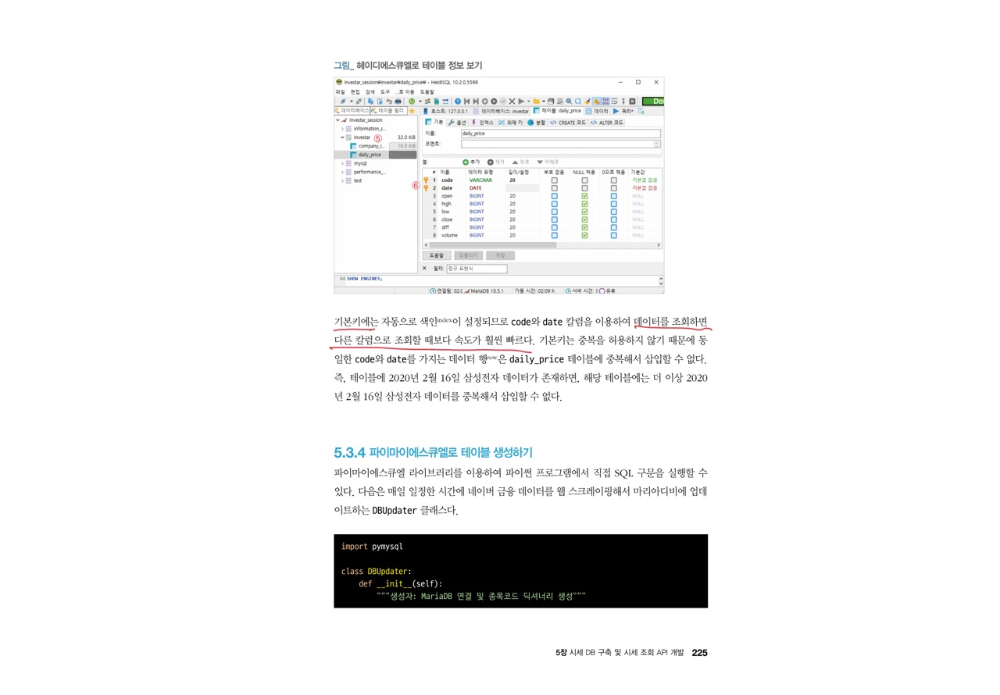 그림_ 헤이디에스큐엘로 테이블 정보 보기
investar_session\investar\daily_price\ - HeidiSQL 10.2.0.5599
파일 편집 검색 도구 ...로 이동 도움말
데이터베이스 테이블 필터
호스트: 127.0.0.1 데이터베이스: investar 테이블: daily_price 데이터 쿼리*
investar_session
information_s...
investar ⑤ 32.0 KiB
company_i... 16.0 KiB
daily_price
mysql
performance_...
test
기본 옵션 인덱스 외래 키 분할 CREATE 코드 ALTER 코드
이름: daily_price
코멘트:
열: 추가 제거 위로 아래로
# 이름 데이터 유형 길이/설정 부호 없음 NULL 허용 0으로 채움 기본값
1 code VARCHAR 20 기본값 없음
⑥ 2 date DATE 기본값 없음
3 open BIGINT 20 NULL
4 high BIGINT 20 NULL
5 low BIGINT 20 NULL
6 close BIGINT 20 NULL
7 diff BIGINT 20 NULL
8 volume BIGINT 20 NULL
도움말 되돌리기 저장
필터: 정규 표현식
84 SHOW ENGINES;
연결됨: 02:( MariaDB 10.5.1 가동 시간: 02:09 h 서버 시간: 유휴
기본키에는 자동으로 색인index이 설정되므로 code와 date 칼럼을 이용하여 데이터를 조회하면
다른 칼럼으로 조회할 때보다 속도가 훨씬 빠르다. 기본키는 중복을 허용하지 않기 때문에 동
일한 code와 date를 가지는 데이터 행row은 daily_price 테이블에 중복해서 삽입할 수 없다.
즉, 테이블에 2020년 2월 16일 삼성전자 데이터가 존재하면, 해당 테이블에는 더 이상 2020
년 2월 16일 삼성전자 데이터를 중복해서 삽입할 수 없다.
5.3.4 파이마이에스큐엘로 테이블 생성하기
파이마이에스큐엘 라이브러리를 이용하여 파이썬 프로그램에서 직접 SQL 구문을 실행할 수
있다. 다음은 매일 일정한 시간에 네이버 금융 데이터를 웹 스크레이핑해서 마리아디비에 업데
이트하는 DBUpdater 클래스다.
import pymysql
class DBUpdater:
def __init__(self):
"""생성자: MariaDB 연결 및 종목코드 딕셔너리 생성"""
5장 시세 DB 구축 및 시세 조회 API 개발 225